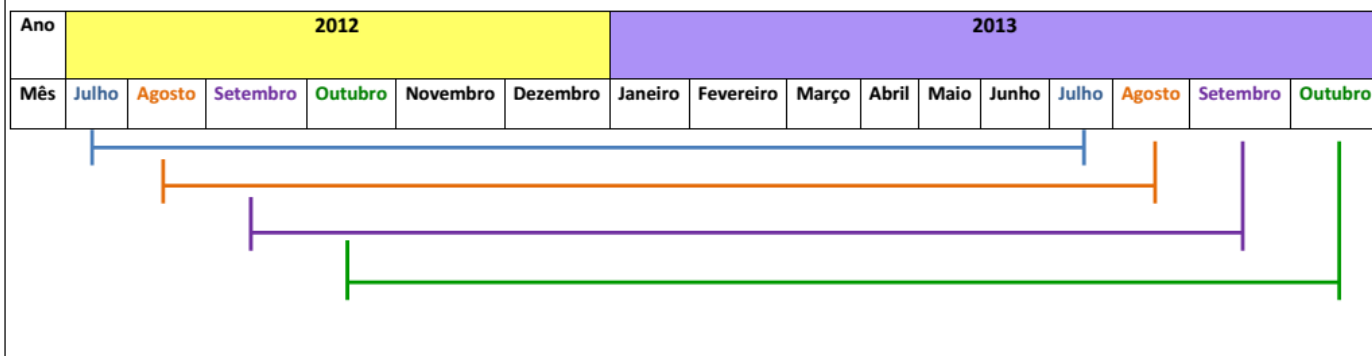 Ano 2012 2013
Mês Julho Agosto Setembro Outubro Novembro Dezembro Janeiro Fevereiro Março Abril Maio Junho Julho Agosto Setembro Outubro